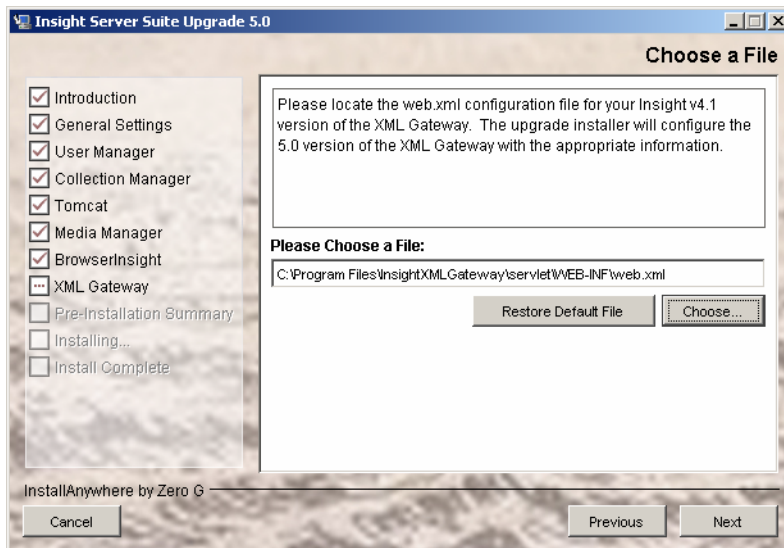 Insight Server Suite Upgrade 5.0
Choose a File
Introduction
General Settings
User Manager
Collection Manager
Tomcat
Media Manager
BrowserInsight
XML Gateway
Pre-Installation Summary
Installing...
Install Complete
Please locate the web.xml configuration file for your Insight v4.1
version of the XML Gateway. The upgrade installer will configure the
5.0 version of the XML Gateway with the appropriate information.
Please Choose a File:
C:\Program Files\InsightXMLGateway\servlet\WEB-INF\web.xml
Restore Default File
Choose...
InstallAnywhere by Zero G
Cancel
Previous
Next